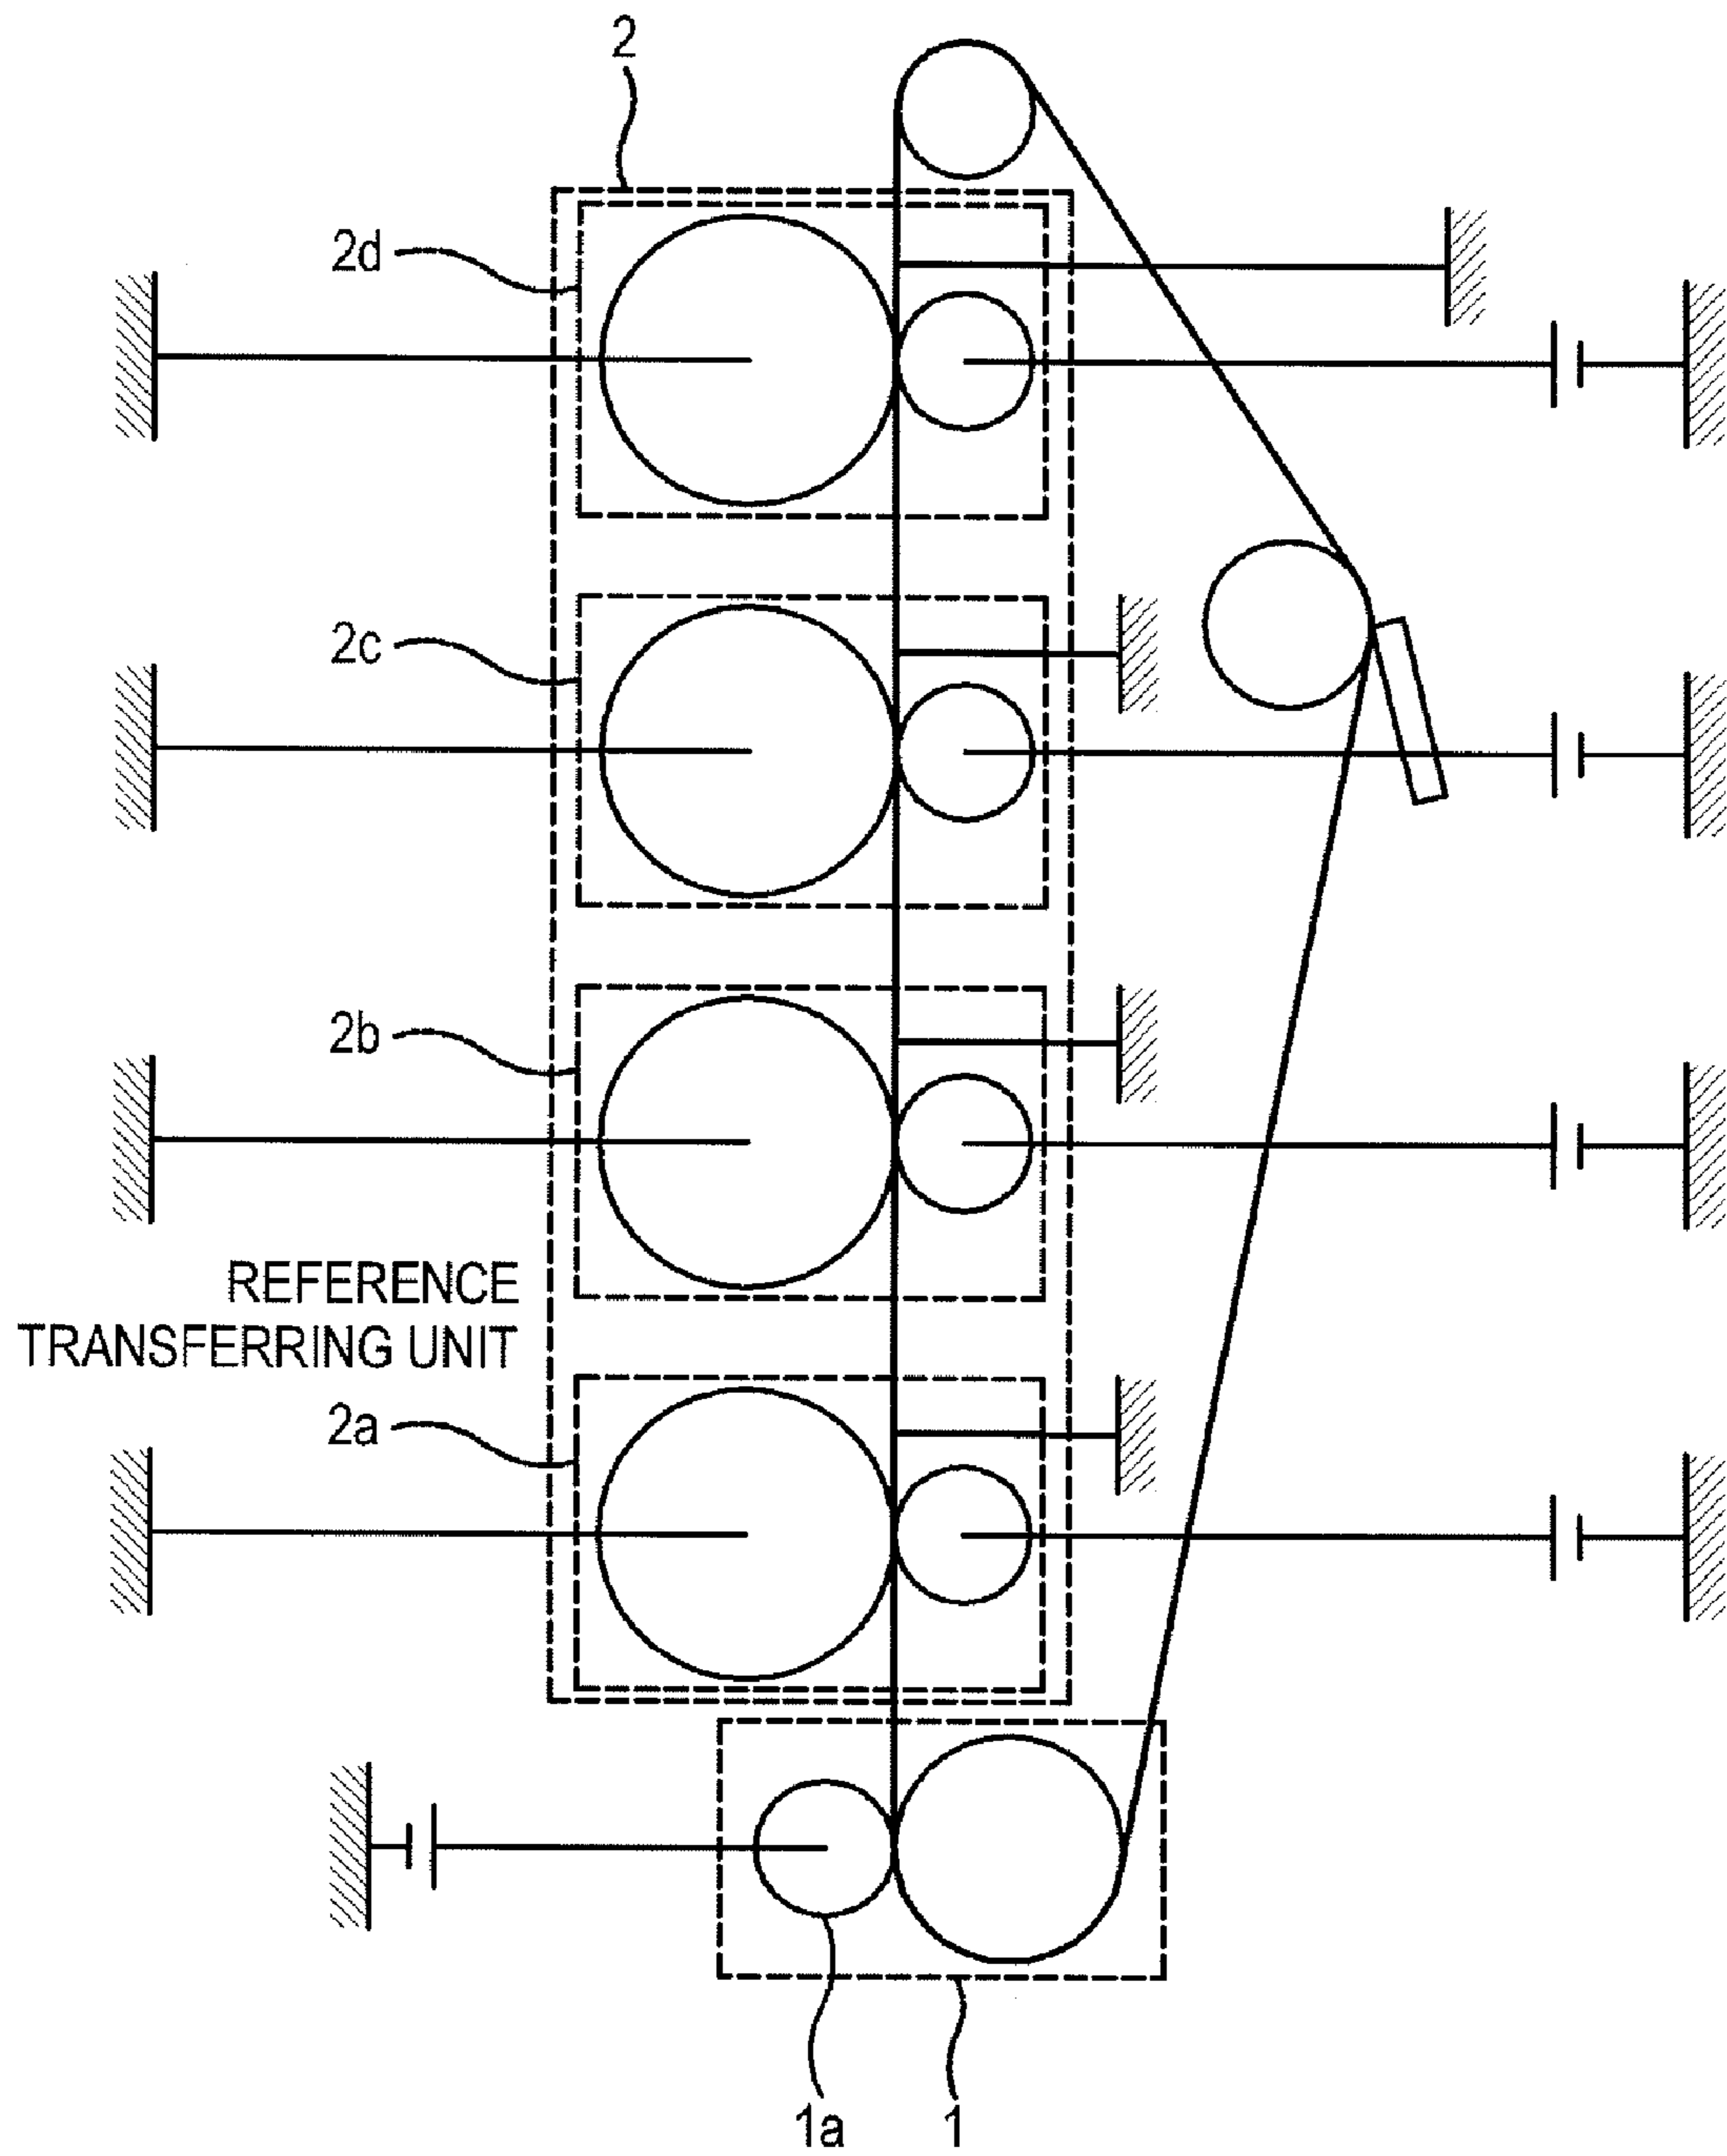 2
2d
2c
2b
REFERENCE
TRANSFERRING UNIT
2a
1a
1